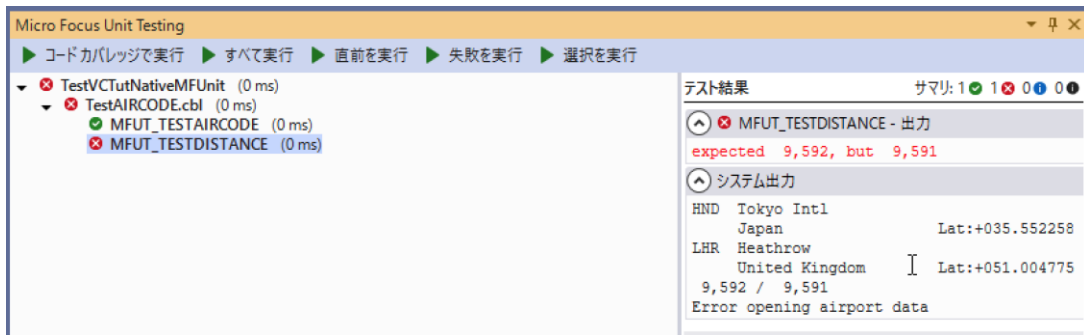 Micro Focus Unit Testing
コード カバレッジで実行 すべて実行 直前を実行 失敗を実行 選択を実行
TestVCTutNativeMFUnit (0 ms)
TestAIRCODE.cbl (0 ms)
MFUT_TESTAIRCODE (0 ms)
MFUT_TESTDISTANCE (0 ms)
テスト結果 サマリ: 1 1 0 0
MFUT_TESTDISTANCE - 出力
expected 9,592, but 9,591
システム出力
HND Tokyo Intl
Japan Lat:+035.552258
LHR Heathrow
United Kingdom Lat:+051.004775
9,592 / 9,591
Error opening airport data